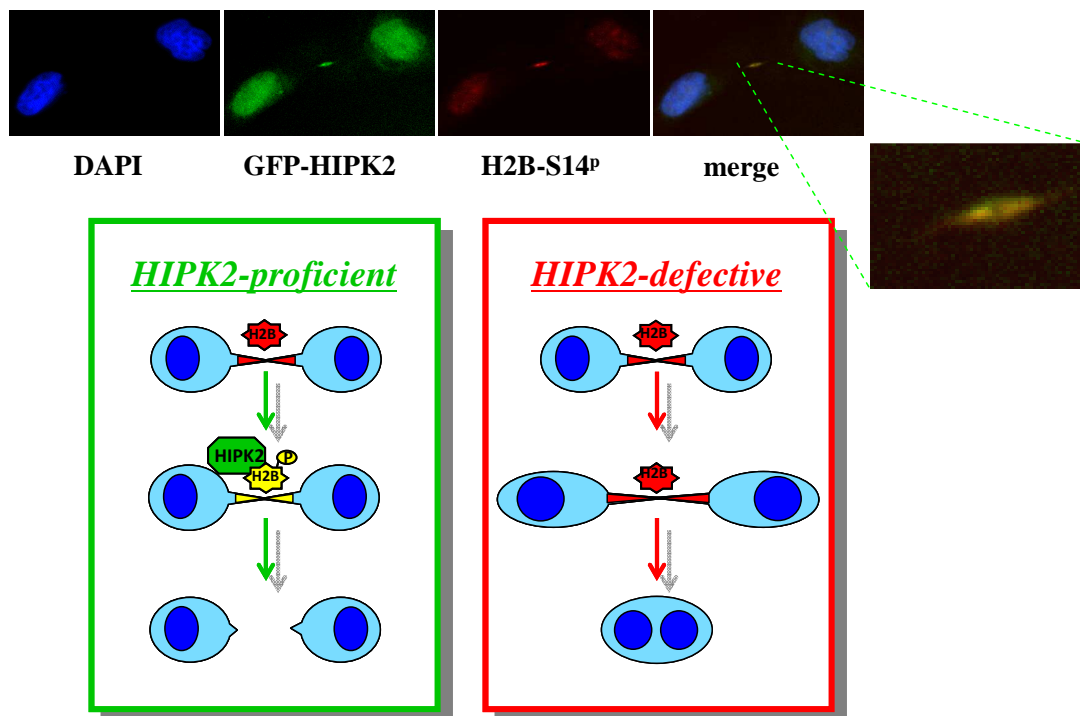 DAPI GFP-HIPK2 H2B-S14ᵖ merge
HIPK2-proficient
HIPK2-defective
H2B
H2B
HIPK2
P
H2B
H2B